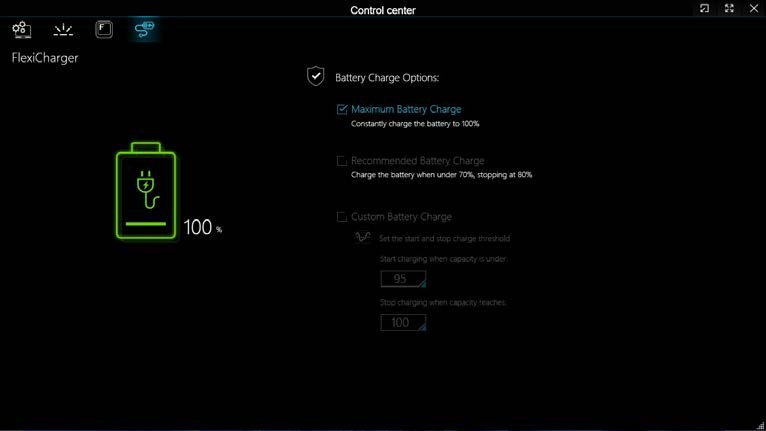 Control center
F
FlexiCharger
Battery Charge Options:
Maximum Battery Charge
Constantly charge the battery to 100%
Recommended Battery Charge
Charge the battery when under 70%, stopping at 80%
100 %
Custom Battery Charge
Set the start and stop charge threshold
Start charging when capacity is under:
95
Stop charging when capacity reaches:
100